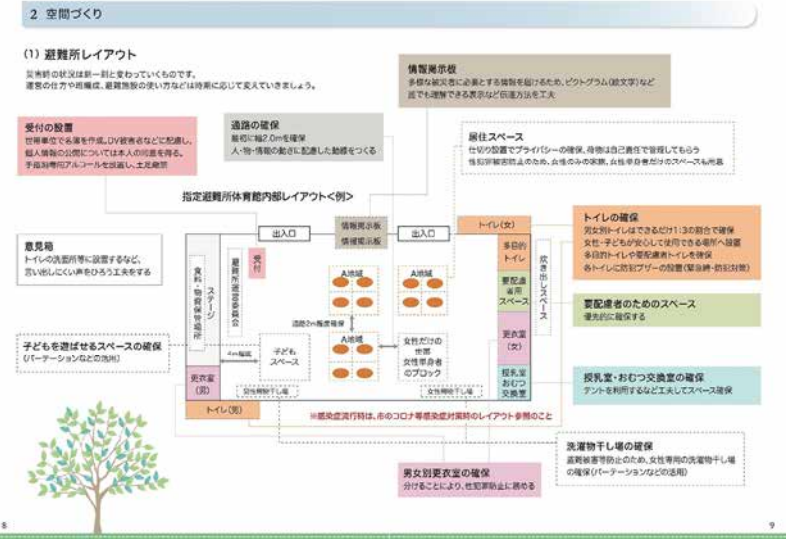 2 空間づくり
(1) 避難所レイアウト
災害時の状況は刻一刻と変わっていくものです。
運営の仕方や班構成、避難施設の使い方などは時期に応じて変えていきましょう。
情報掲示板
多様な被災者に必要とする情報を届けるため、ピクトグラム(絵文字)など
誰でも理解できる表示など伝達方法を工夫
受付の設置
世帯単位で名簿を作成。DV被害者などに配慮し、
個人情報の公開については本人の同意を得る。
手指消毒用アルコールを設置し、土足厳禁
通路の確保
最初に幅2.0mを確保
人・物・情報の動きに配慮した動線をつくる
居住スペース
仕切り設置でプライバシーの確保、荷物は自己責任で管理してもらう
性犯罪被害防止のため、女性のみの家族、女性単身者だけのスペースも用意
指定避難所体育館内部レイアウト<例>
意見箱
トイレの洗面所等に設置するなど、
言い出しにくい声をひろう工夫をする
子どもを遊ばせるスペースの確保
(パーテーションなどの活用)
出入口
情報掲示板
情報掲示板
出入口
トイレ(女)
食料・物資保管場所
ステージ
避難所運営委員会
受付
A地域
A地域
多目的
トイレ
要配慮
者用
スペース
炊き出しスペース
通路2m幅確保
A地域
女性だけの
世帯
女性単身者
のブロック
更衣室
(女)
4m幅
子ども
スペース
授乳室
おむつ
交換室
更衣室
(男)
男性用物干し場
女性用物干し場
トイレ(男)
※感染症流行時は、市のコロナ等感染症対策時のレイアウト参照のこと
トイレの確保
男女別トイレはできるだけ1:3の割合で確保
女性・子どもが安心して使用できる場所へ設置
多目的トイレや要配慮者トイレを確保
各トイレに防犯ブザーの設置(緊急時・防犯対策)
要配慮者のためのスペース
優先的に確保する
授乳室・おむつ交換室の確保
テントを利用するなど工夫してスペース確保
洗濯物干し場の確保
盗難被害等防止のため、女性専用の洗濯物干し場
の確保(パーテーションなどの活用)
男女別更衣室の確保
分けることにより、性犯罪防止に務める
8
9